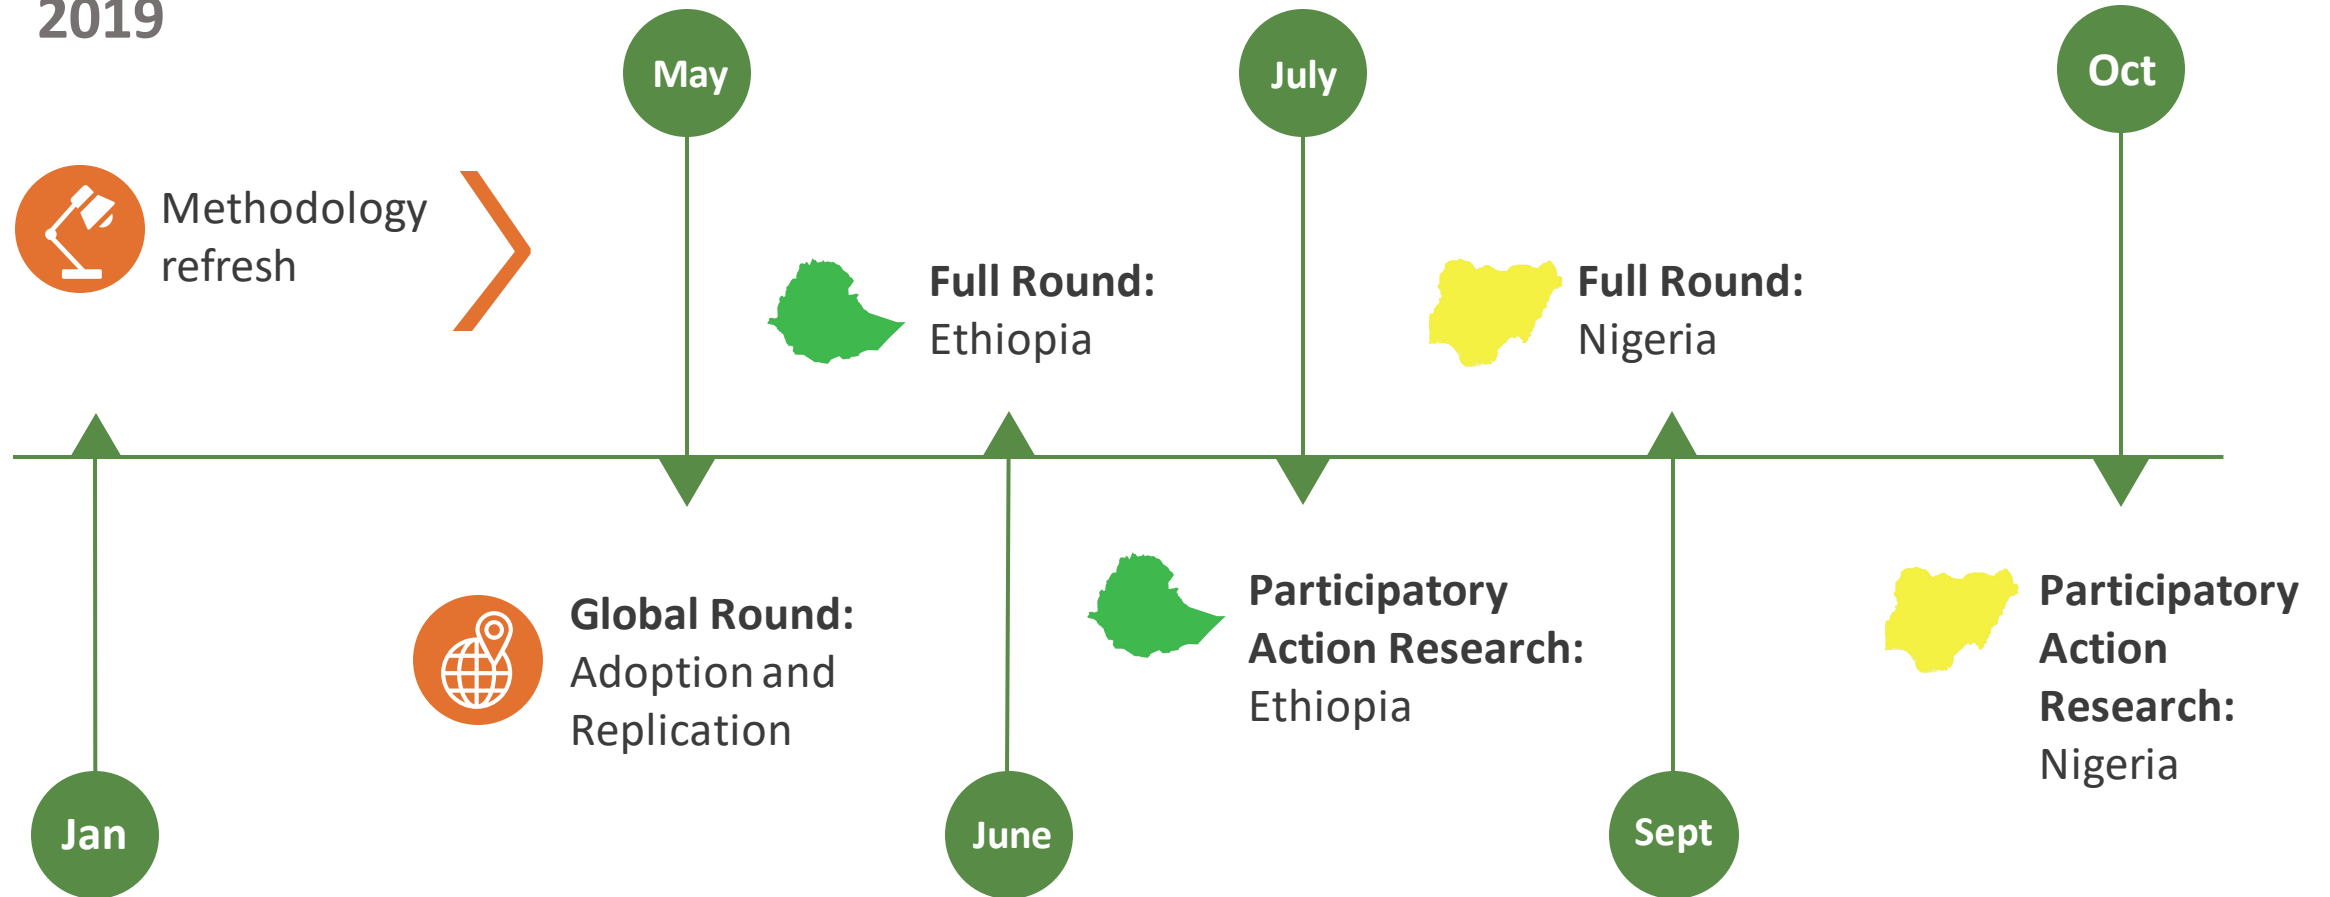 2019
May
July
Oct
Methodology
refresh
Full Round:
Ethiopia
Full Round:
Nigeria
Global Round:
Adoption and
Replication
Participatory
Action Research:
Ethiopia
Participatory
Action
Research:
Nigeria
Jan
June
Sept